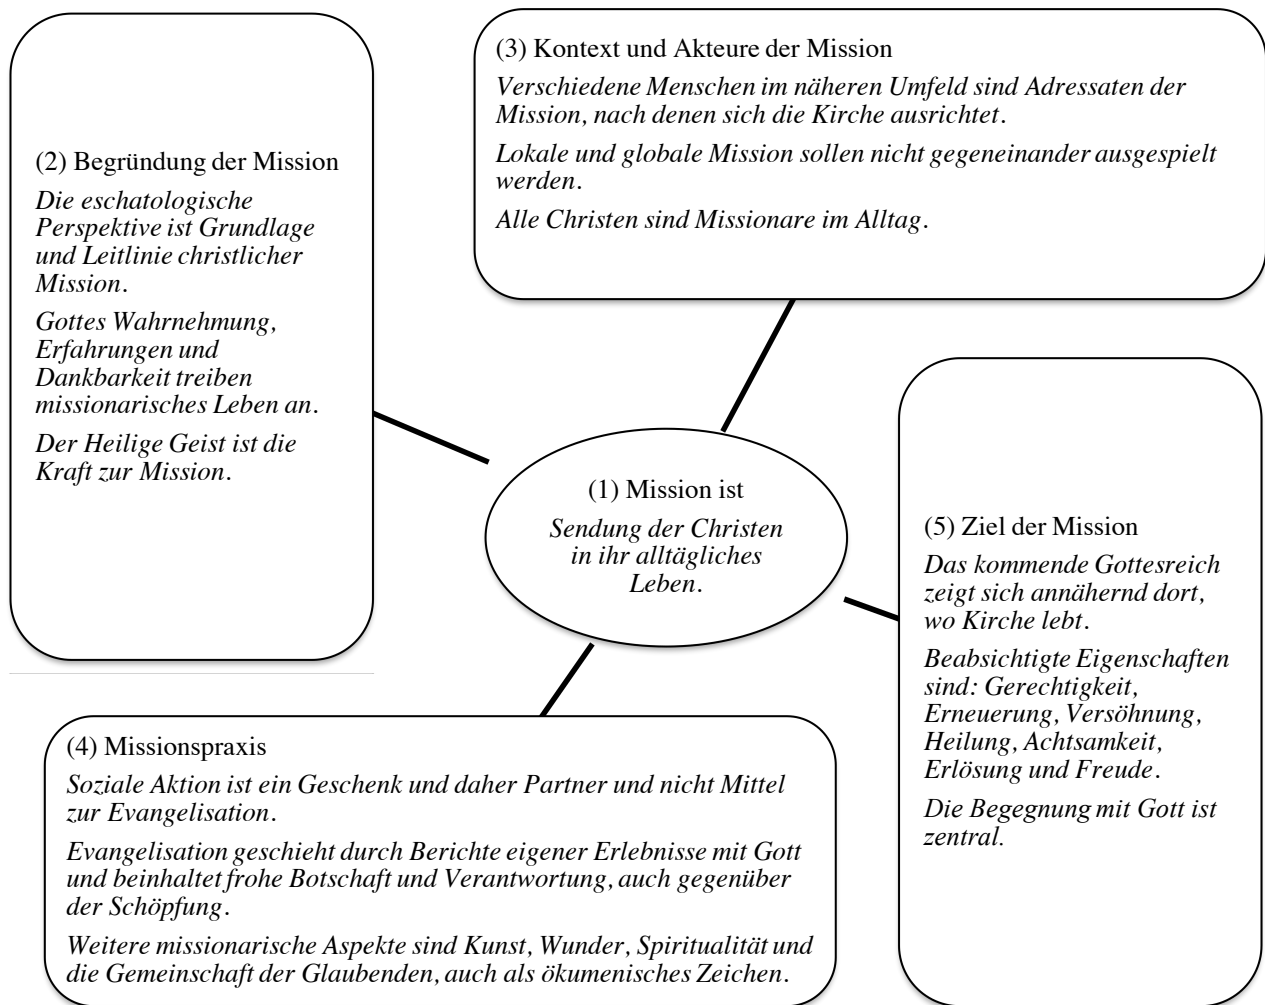 (1) Mission ist
Sendung der Christen
in ihr alltägliches
Leben.
(2) Begründung der Mission
Die eschatologische
Perspektive ist Grundlage
und Leitlinie christlicher
Mission.
Gottes Wahrnehmung,
Erfahrungen und
Dankbarkeit treiben
missionarisches Leben an.
Der Heilige Geist ist die
Kraft zur Mission.
(3) Kontext und Akteure der Mission
Verschiedene Menschen im näheren Umfeld sind Adressaten der
Mission, nach denen sich die Kirche ausrichtet.
Lokale und globale Mission sollen nicht gegeneinander ausgespielt
werden.
Alle Christen sind Missionare im Alltag.
(4) Missionspraxis
Soziale Aktion ist ein Geschenk und daher Partner und nicht Mittel
zur Evangelisation.
Evangelisation geschieht durch Berichte eigener Erlebnisse mit Gott
und beinhaltet frohe Botschaft und Verantwortung, auch gegenüber
der Schöpfung.
Weitere missionarische Aspekte sind Kunst, Wunder, Spiritualität und
die Gemeinschaft der Glaubenden, auch als ökumenisches Zeichen.
(5) Ziel der Mission
Das kommende Gottesreich
zeigt sich annähernd dort,
wo Kirche lebt.
Beabsichtigte Eigenschaften
sind: Gerechtigkeit,
Erneuerung, Versöhnung,
Heilung, Achtsamkeit,
Erlösung und Freude.
Die Begegnung mit Gott ist
zentral.